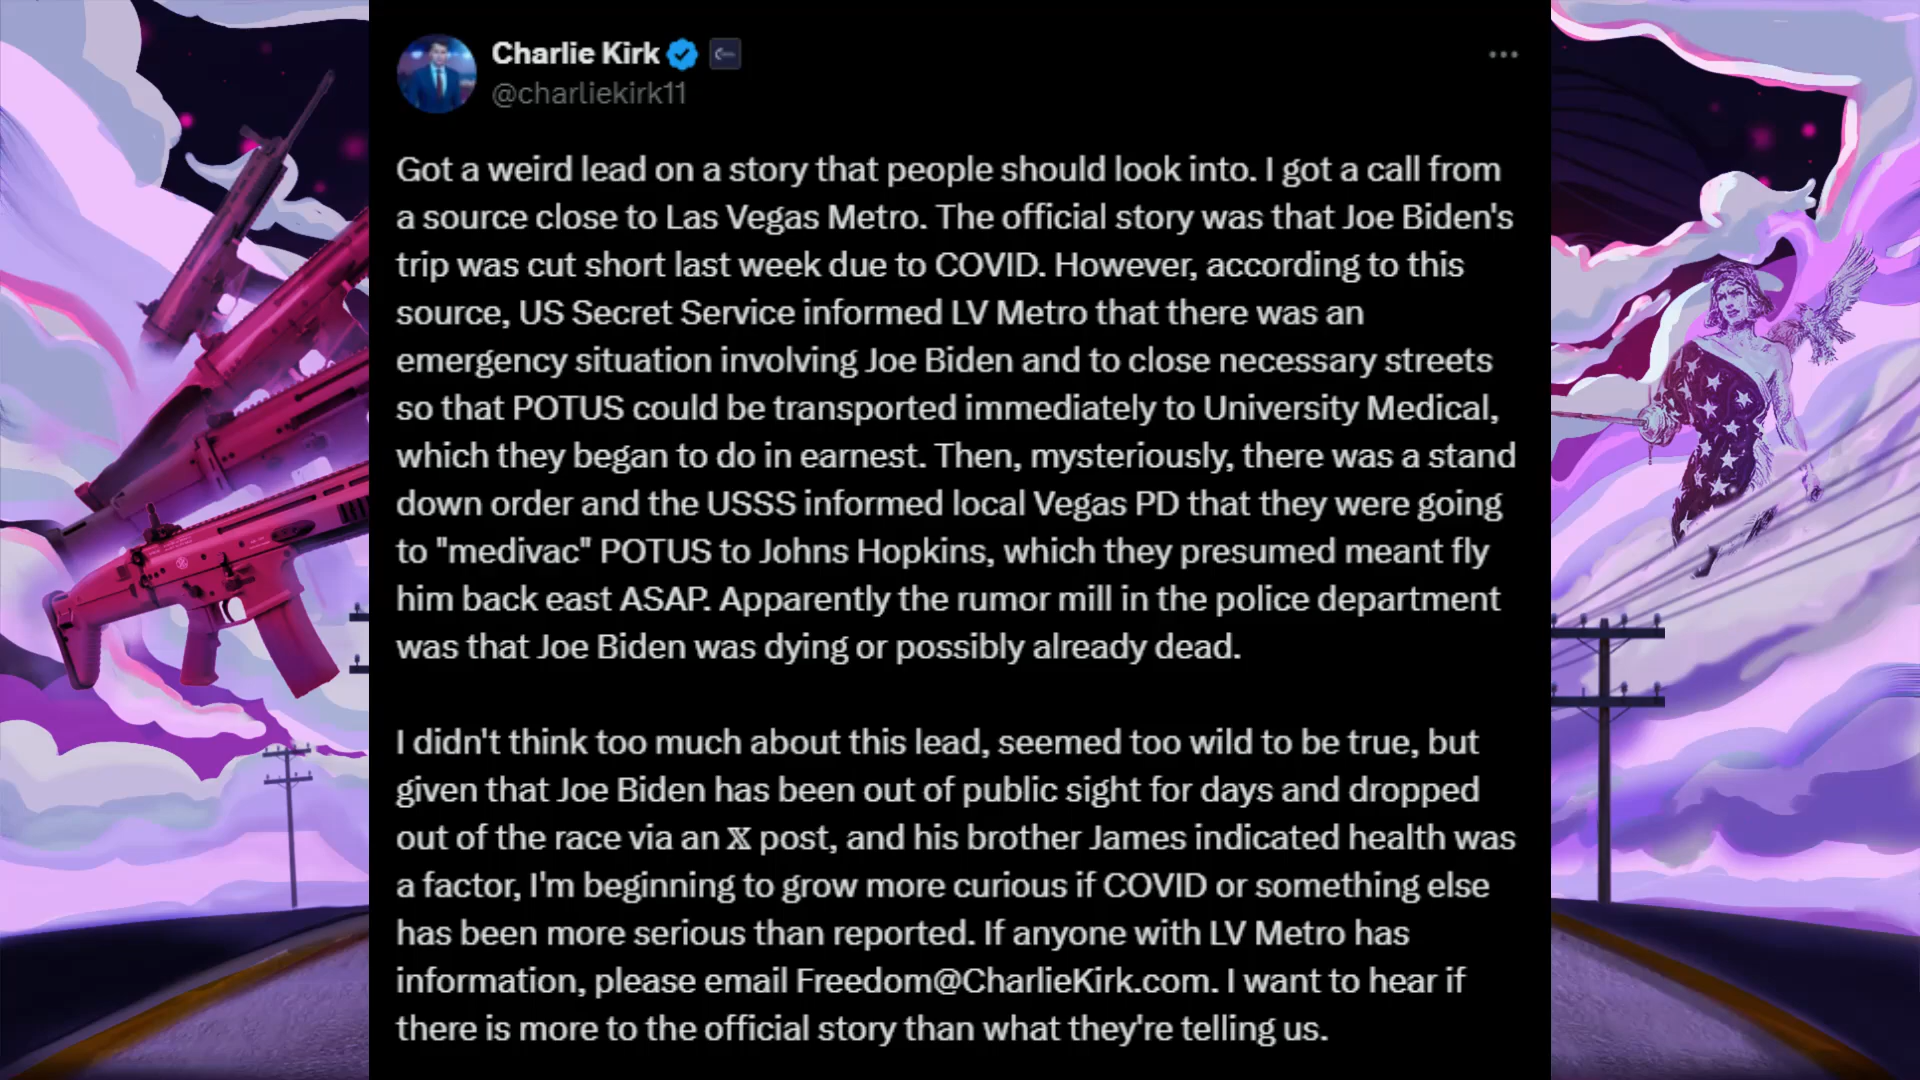 Charlie Kirk
@charliekirk11
Got a weird lead on a story that people should look into. I got a call from
a source close to Las Vegas Metro. The official story was that Joe Biden's
trip was cut short last week due to COVID. However, according to this
source, US Secret Service informed LV Metro that there was an
emergency situation involving Joe Biden and to close necessary streets
so that POTUS could be transported immediately to University Medical,
which they began to do in earnest. Then, mysteriously, there was a stand
down order and the USSS informed local Vegas PD that they were going
to "medivac" POTUS to Johns Hopkins, which they presumed meant fly
him back east ASAP. Apparently the rumor mill in the police department
was that Joe Biden was dying or possibly already dead.
I didn't think too much about this lead, seemed too wild to be true, but
given that Joe Biden has been out of public sight for days and dropped
out of the race via an 𝕏 post, and his brother James indicated health was
a factor, I'm beginning to grow more curious if COVID or something else
has been more serious than reported. If anyone with LV Metro has
information, please email Freedom@CharlieKirk.com. I want to hear if
there is more to the official story than what they're telling us.